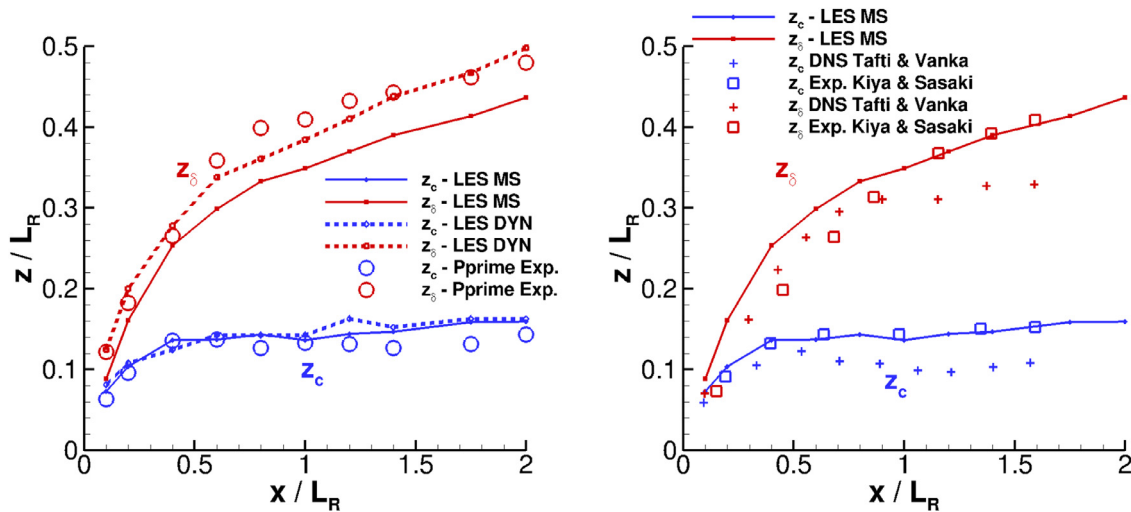 0.5
0.4
0.3
0.2
0.1
0
z / L_R
z_δ
z_c - LES MS
z_δ - LES MS
z_c - LES DYN
z_δ - LES DYN
z_c - Pprime Exp.
z_δ - Pprime Exp.
z_c
0 0.5 1 1.5 2
x / L_R
z_c - LES MS
z_δ - LES MS
z_c DNS Tafti & Vanka
z_c Exp. Kiya & Sasaki
z_δ DNS Tafti & Vanka
z_δ Exp. Kiya & Sasaki
0.5
0.4
0.3
0.2
0.1
0
z / L_R
z_δ
z_c
0 0.5 1 1.5 2
x / L_R